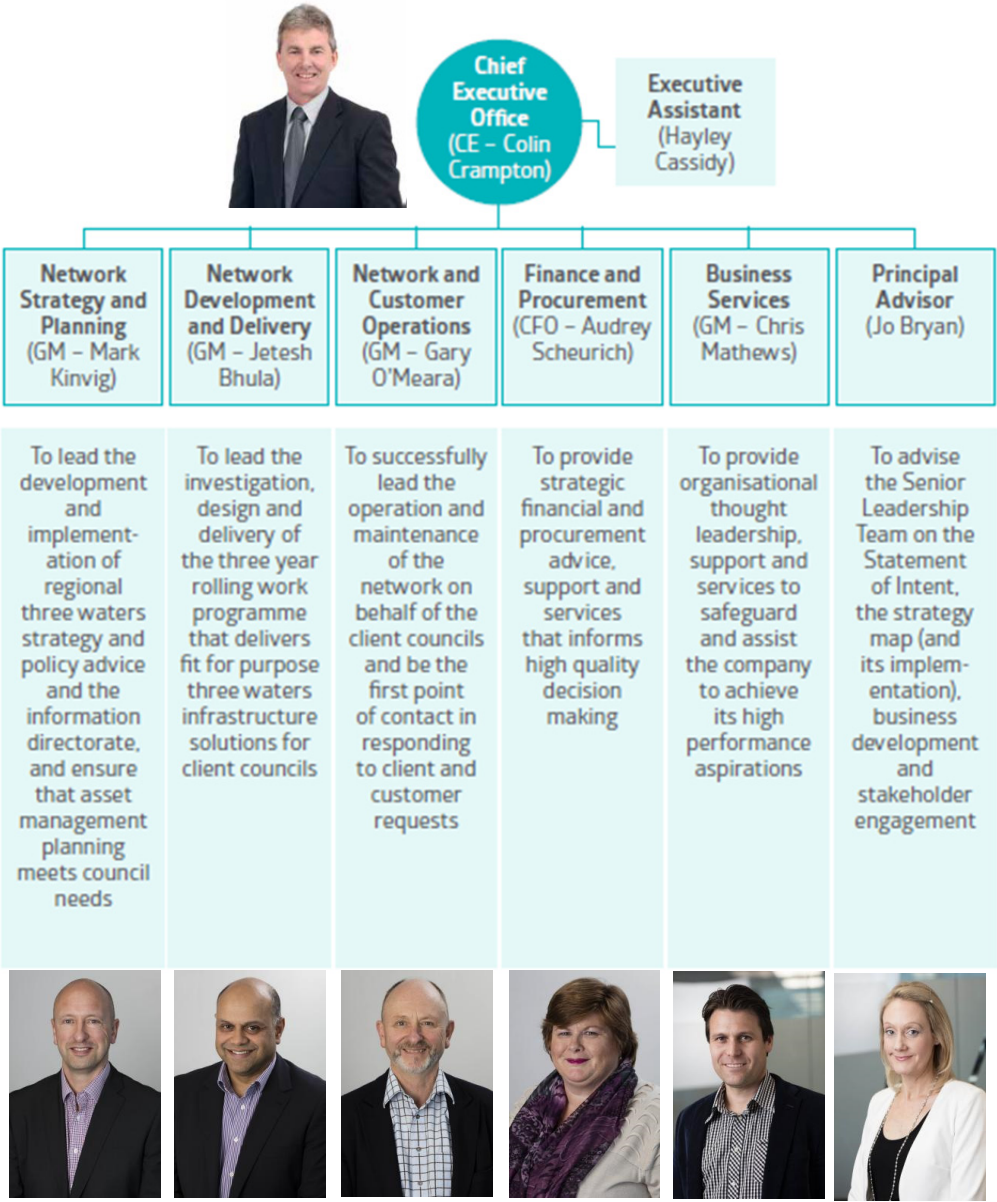 Chief
Executive
Office
(CE – Colin
Crampton)
Executive
Assistant
(Hayley
Cassidy)
Network
Strategy and
Planning
(GM – Mark
Kinvig)
Network
Development
and Delivery
(GM – Jetesh
Bhula)
Network and
Customer
Operations
(GM – Gary
O'Meara)
Finance and
Procurement
(CFO – Audrey
Scheurich)
Business
Services
(GM – Chris
Mathews)
Principal
Advisor
(Jo Bryan)
To lead the
development
and
implement-
ation of
regional
three waters
strategy and
policy advice
and the
information
directorate,
and ensure
that asset
management
planning
meets council
needs
To lead the
investigation,
design and
delivery of
the three year
rolling work
programme
that delivers
fit for purpose
three waters
infrastructure
solutions for
client councils
To successfully
lead the
operation and
maintenance
of the
network on
behalf of the
client councils
and be the
first point
of contact in
responding
to client and
customer
requests
To provide
strategic
financial and
procurement
advice,
support and
services
that informs
high quality
decision
making
To provide
organisational
thought
leadership,
support and
services to
safeguard
and assist
the company
to achieve
its high
performance
aspirations
To advise
the Senior
Leadership
Team on the
Statement
of Intent,
the strategy
map (and
its implem-
entation),
business
development
and
stakeholder
engagement